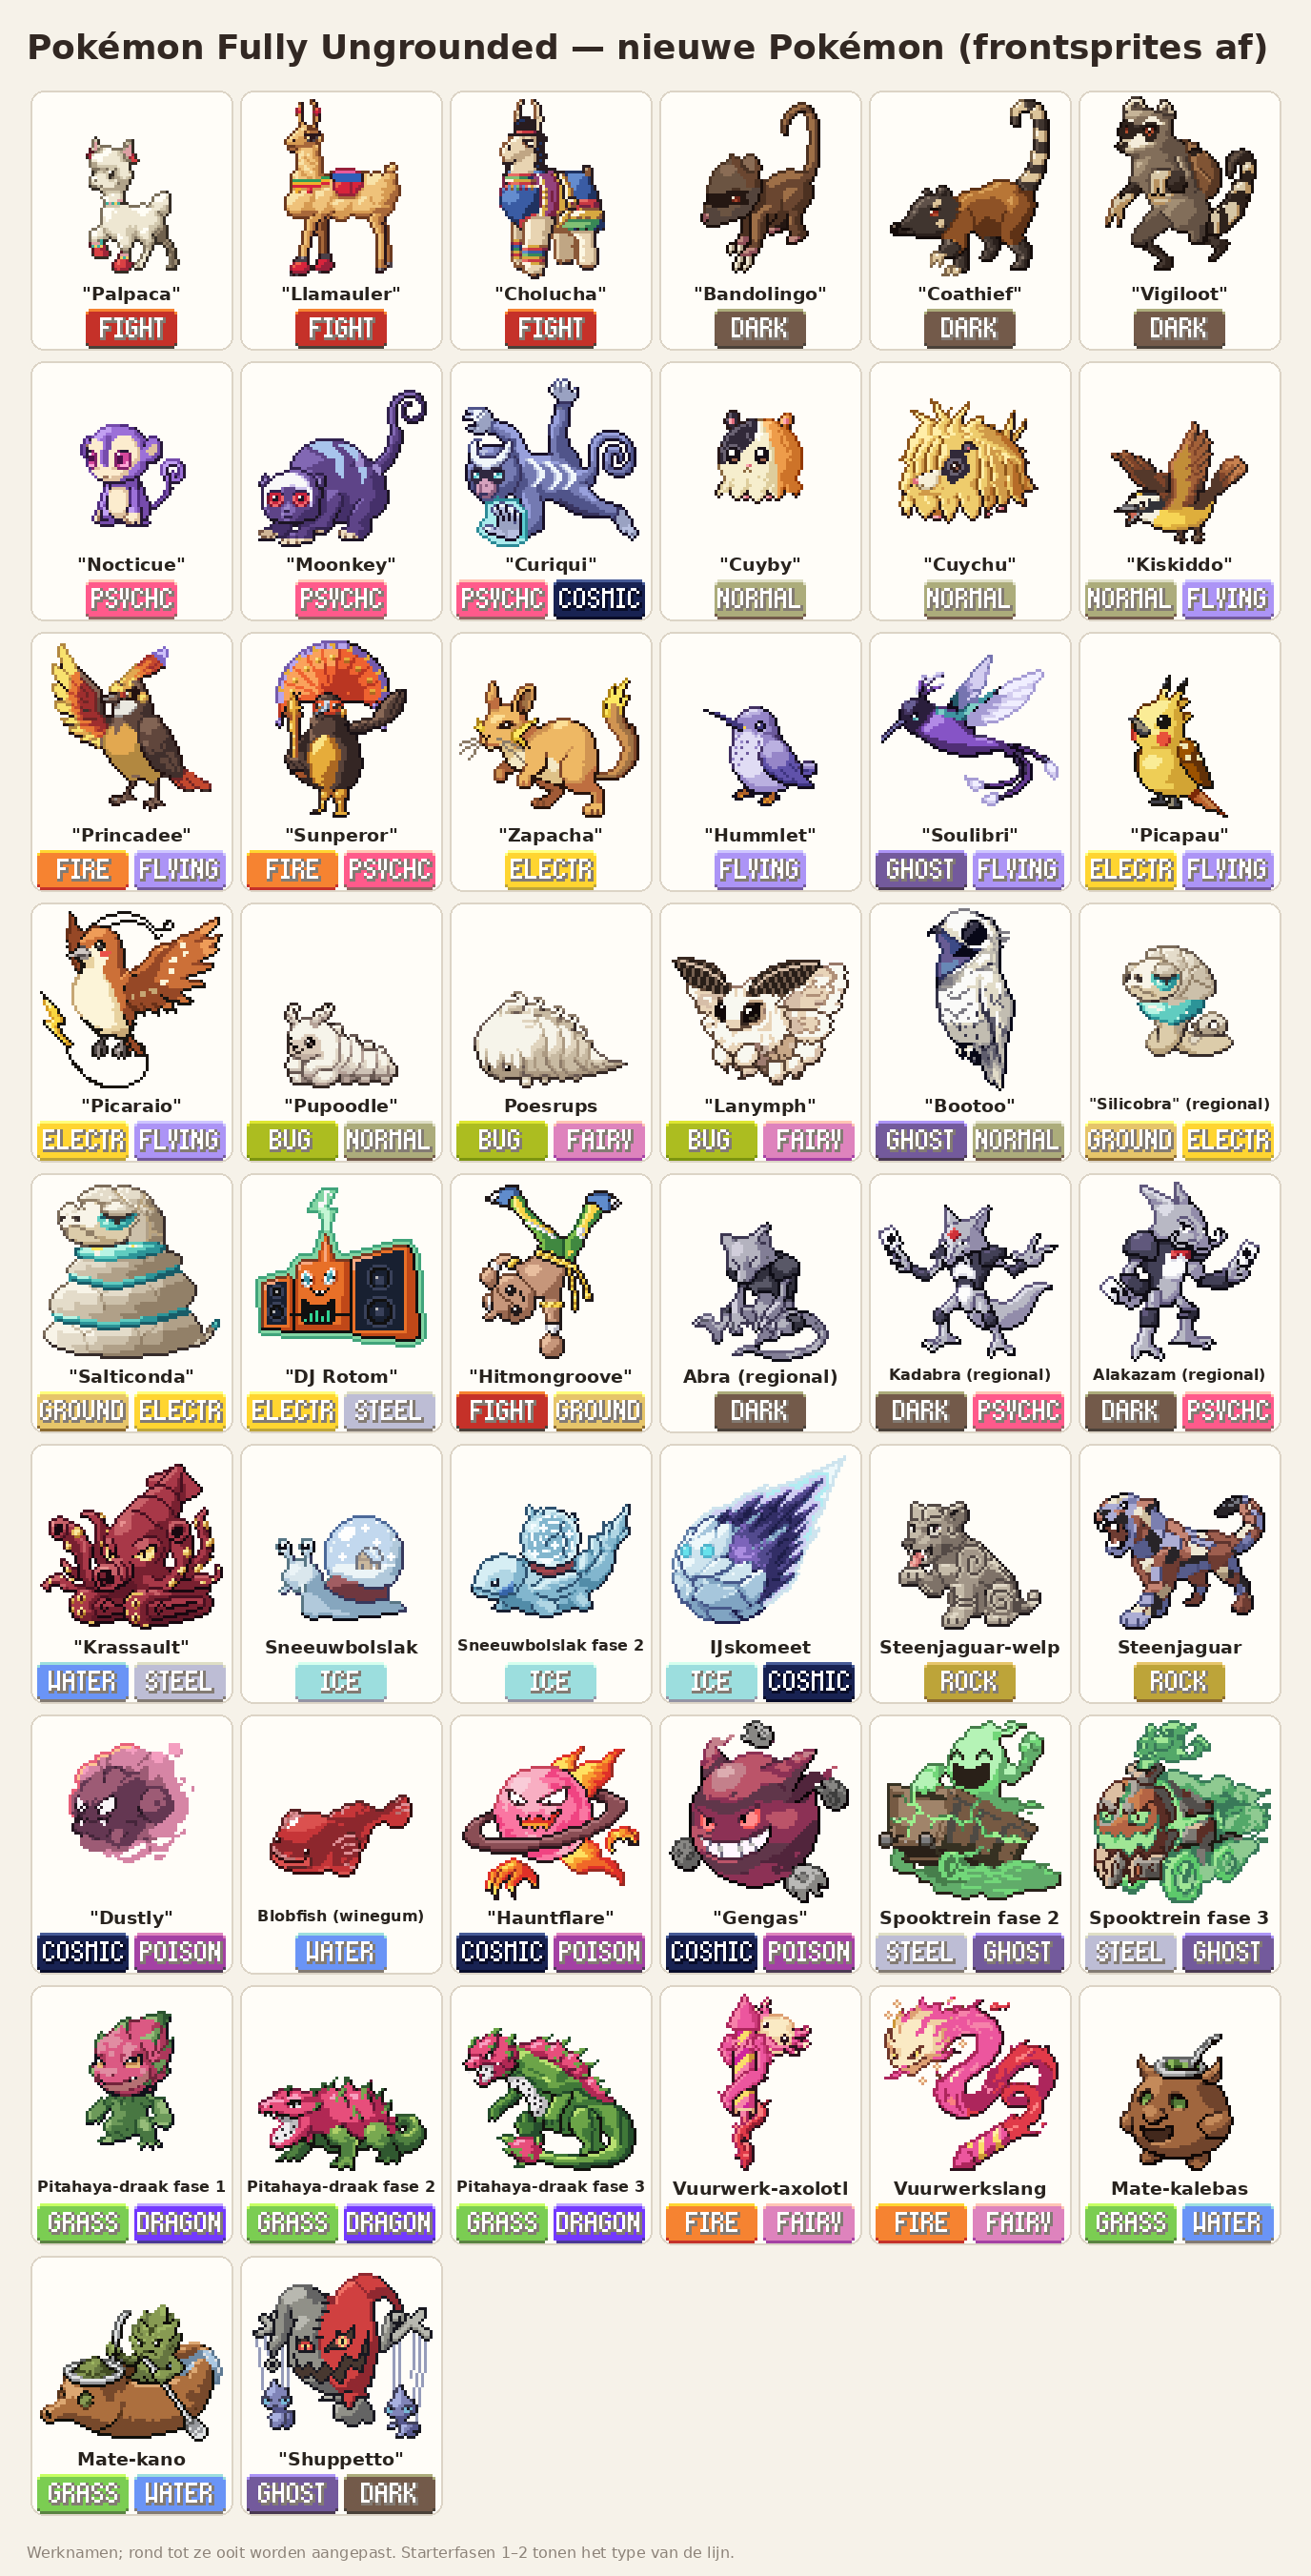 Pokémon Fully Ungrounded — nieuwe Pokémon (frontsprites af)
"Palpaca" "Llamauler" "Cholucha" "Bandolingo" "Coathief" "Vigiloot"
FIGHT FIGHT FIGHT DARK DARK DARK
"Nocticue" "Moonkey" "Curiqui" "Cuyby" "Cuychu" "Kiskiddo"
PSYCHC PSYCHC PSYCHC COSMIC NORMAL NORMAL NORMAL FLYING
"Princadee" "Sunperor" "Zapacha" "Hummlet" "Soulibri" "Picapau"
FIRE FLYING FIRE PSYCHC ELECTR FLYING GHOST FLYING ELECTR FLYING
"Picaraio" "Pupoodle" Poesrups "Lanymph" "Bootoo" "Silicobra" (regional)
ELECTR FLYING BUG NORMAL BUG FAIRY BUG FAIRY GHOST NORMAL GROUND ELECTR
"Salticonda" "DJ Rotom" "Hitmongroove" Abra (regional) Kadabra (regional) Alakazam (regional)
GROUND ELECTR ELECTR STEEL FIGHT GROUND DARK DARK PSYCHC DARK PSYCHC
"Krassault" Sneeuwbolslak Sneeuwbolslak fase 2 IJskomeet Steenjaguar-welp Steenjaguar
WATER STEEL ICE ICE ICE COSMIC ROCK ROCK
"Dustly" Blobfish (winegum) "Hauntflare" "Gengas" Spooktrein fase 2 Spooktrein fase 3
COSMIC POISON WATER COSMIC POISON COSMIC POISON STEEL GHOST STEEL GHOST
Pitahaya-draak fase 1 Pitahaya-draak fase 2 Pitahaya-draak fase 3 Vuurwerk-axolotl Vuurwerkslang Mate-kalebas
GRASS DRAGON GRASS DRAGON GRASS DRAGON FIRE FAIRY FIRE FAIRY GRASS WATER
Mate-kano "Shuppetto"
GRASS WATER GHOST DARK
Werknamen; rond tot ze ooit worden aangepast. Starterfasen 1–2 tonen het type van de lijn.